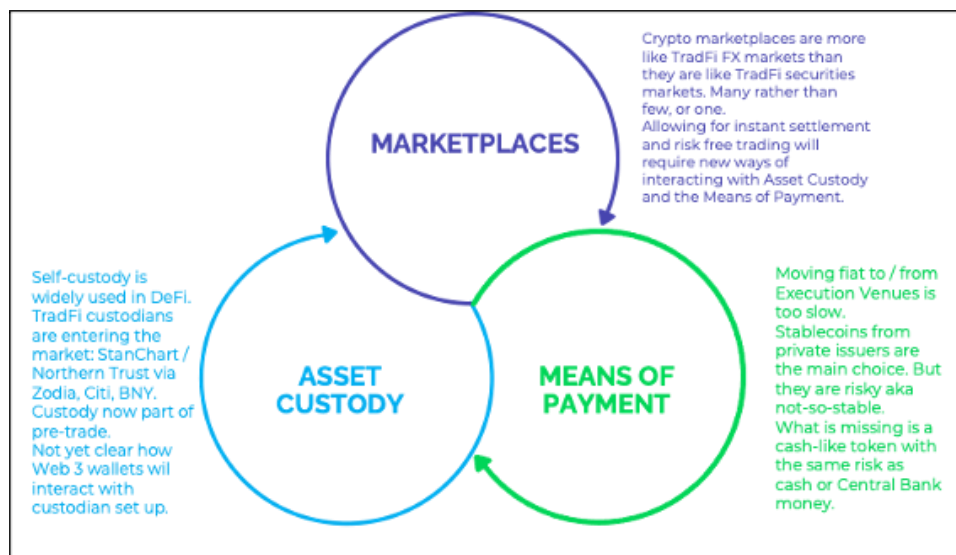 MARKETPLACES
Crypto marketplaces are more
like TradFi FX markets than
they are like TradFi securities
markets. Many rather than
few, or one.
Allowing for instant settlement
and risk free trading will
require new ways of
interacting with Asset Custody
and the Means of Payment.
Self-custody is
widely used in DeFi.
TradFi custodians
are entering the
market: StanChart /
Northern Trust via
Zodia, Citi, BNY.
Custody now part of
pre-trade.
Not yet clear how
Web 3 wallets wil
interact with
custodian set up.
ASSET
CUSTODY
MEANS OF
PAYMENT
Moving fiat to / from
Execution Venues is
too slow.
Stablecoins from
private issuers are
the main choice. But
they are risky aka
not-so-stable.
What is missing is a
cash-like token with
the same risk as
cash or Central Bank
money.